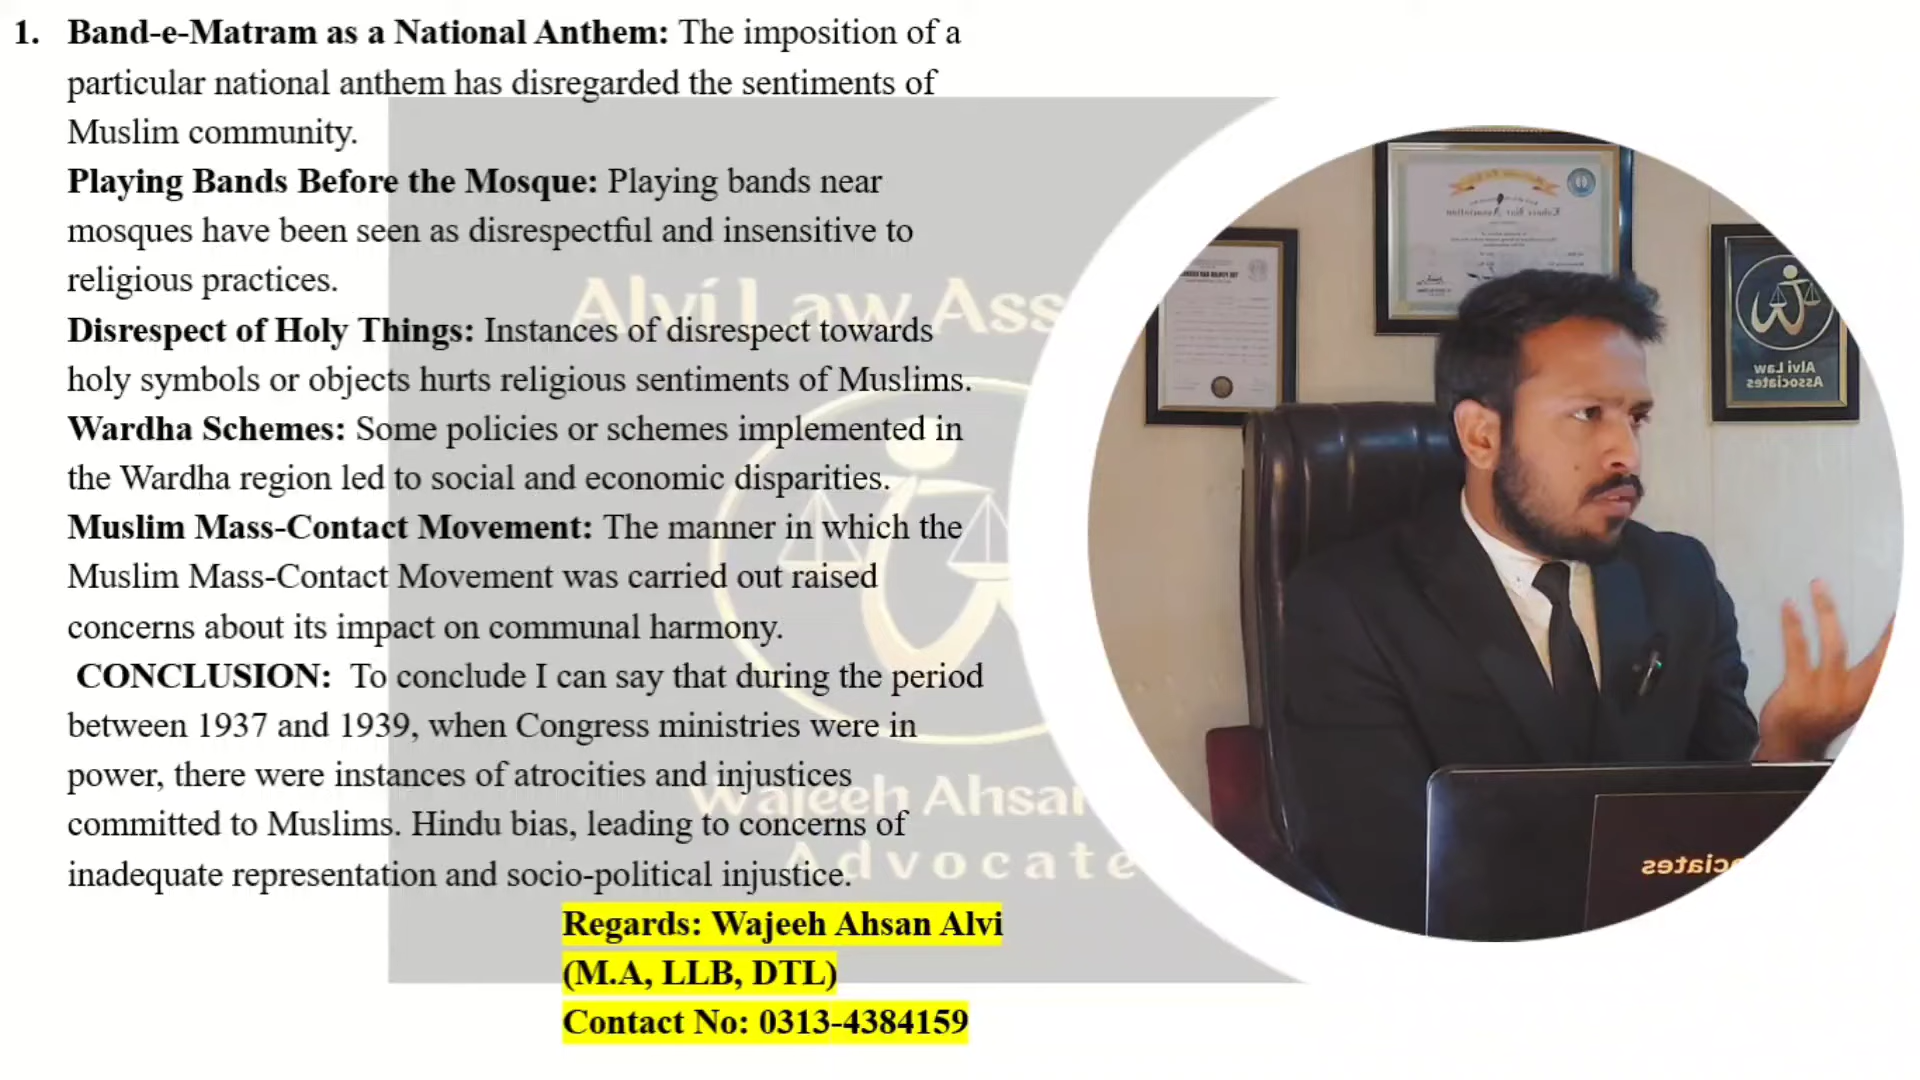 1. Band-e-Matram as a National Anthem: The imposition of a
particular national anthem has disregarded the sentiments of
Muslim community.
Playing Bands Before the Mosque: Playing bands near
mosques have been seen as disrespectful and insensitive to
religious practices.
Disrespect of Holy Things: Instances of disrespect towards
holy symbols or objects hurts religious sentiments of Muslims.
Wardha Schemes: Some policies or schemes implemented in
the Wardha region led to social and economic disparities.
Muslim Mass-Contact Movement: The manner in which the
Muslim Mass-Contact Movement was carried out raised
concerns about its impact on communal harmony.
CONCLUSION: To conclude I can say that during the period
between 1937 and 1939, when Congress ministries were in
power, there were instances of atrocities and injustices
committed to Muslims. Hindu bias, leading to concerns of
inadequate representation and socio-political injustice.
Regards: Wajeeh Ahsan Alvi
(M.A, LLB, DTL)
Contact No: 0313-4384159
Alvi Law Ass
Wajeeh Ahsan
Advocate
Alvi Law
Associates
ciates